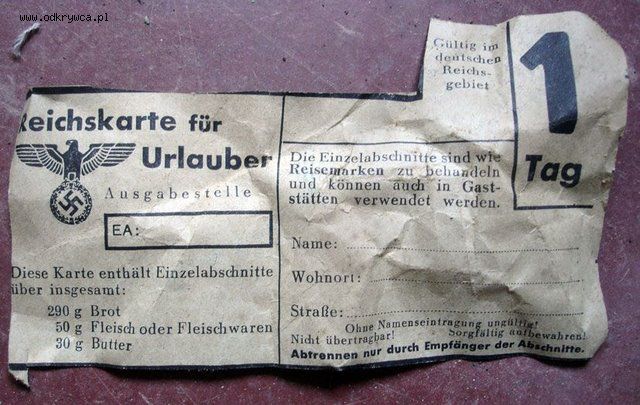 www.odkrywca.pl
Reichskarte für
Urlauber
Ausgabestelle
EA:
Diese Karte enthält Einzelabschnitte
über insgesamt:
290 g Brot
50 g Fleisch oder Fleischwaren
30 g Butter
Gültig im
deutschen
Reichs-
gebiet
1
Tag
Die Einzelabschnitte sind wie
Reisemarken zu behandeln
und können auch in Gast-
stätten verwendet werden.
Name:
Wohnort:
Straße:
Ohne Namenseintragung ungültig!
Nicht übertragbar! Sorgfältig aufbewahren!
Abtrennen nur durch Empfänger der Abschnitte.